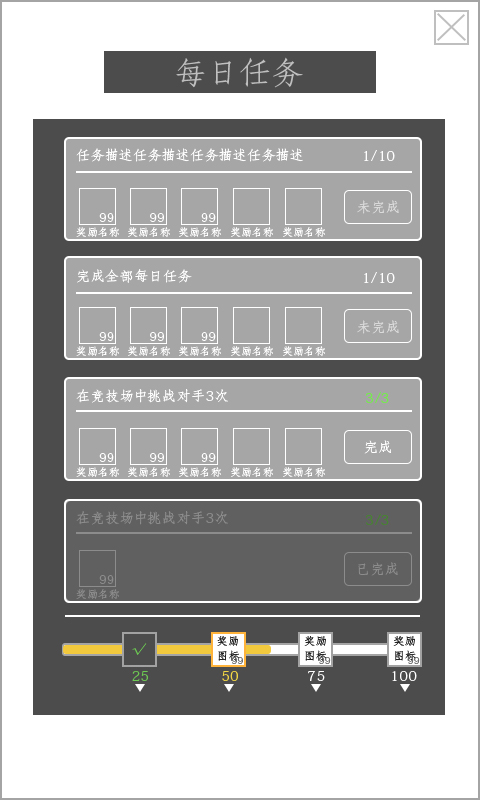 每日任务
任务描述任务描述任务描述任务描述 1/10
99 99 99
奖励名称 奖励名称 奖励名称 奖励名称 奖励名称
未完成
完成全部每日任务 1/10
99 99 99
奖励名称 奖励名称 奖励名称 奖励名称 奖励名称
未完成
在竞技场中挑战对手3次 3/3
99 99 99
奖励名称 奖励名称 奖励名称 奖励名称 奖励名称
完成
在竞技场中挑战对手3次 3/3
99
奖励名称
已完成
奖励 奖励 奖励
图标 图标 图标
99 99 99
25 50 75 100